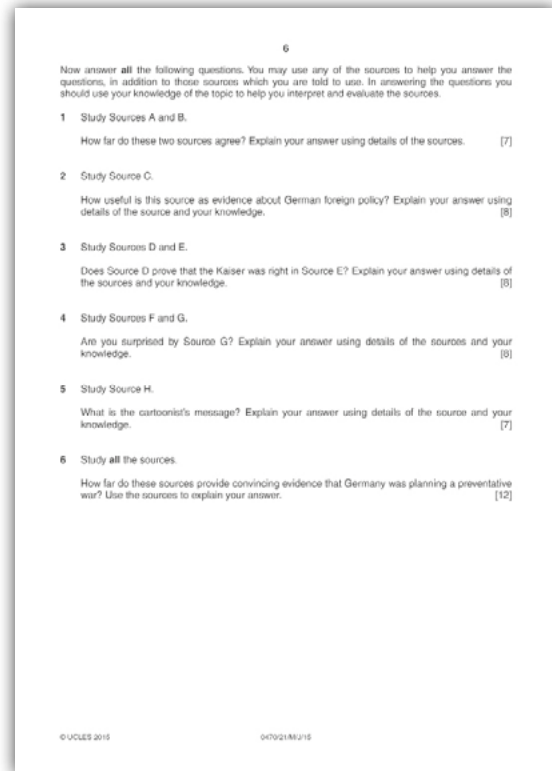 6
Now answer all the following questions. You may use any of the sources to help you answer the
questions, in addition to those sources which you are told to use. In answering the questions you
should use your knowledge of the topic to help you interpret and evaluate the sources.
1 Study Sources A and B.
How far do these two sources agree? Explain your answer using details of the sources. [7]
2 Study Source C.
How useful is this source as evidence about German foreign policy? Explain your answer using
details of the source and your knowledge. [8]
3 Study Sources D and E.
Does Source D prove that the Kaiser was right in Source E? Explain your answer using details of
the sources and your knowledge. [8]
4 Study Sources F and G.
Are you surprised by Source G? Explain your answer using details of the sources and your
knowledge. [8]
5 Study Source H.
What is the cartoonist's message? Explain your answer using details of the source and your
knowledge. [7]
6 Study all the sources.
How far do these sources provide convincing evidence that Germany was planning a preventative
war? Use the sources to explain your answer. [12]
© UCLES 2015 0470/21/M/J/15